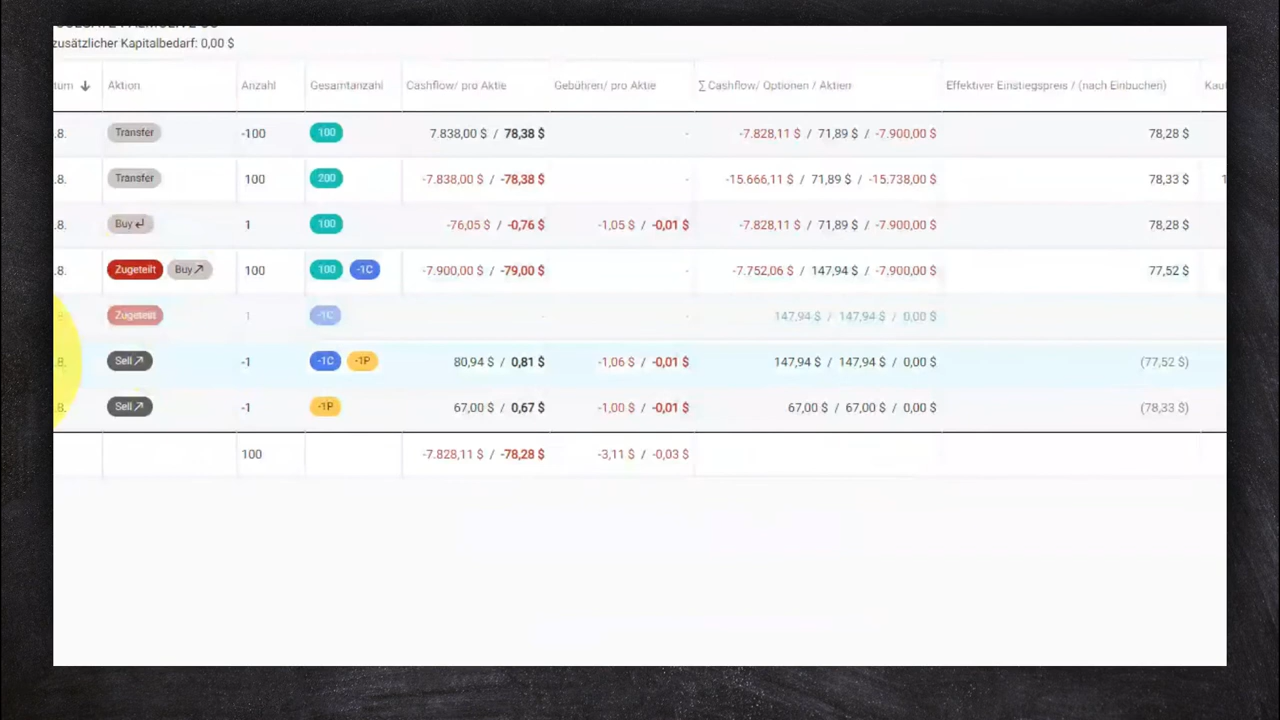 zusätzlicher Kapitalbedarf: 0,00 $
tum ↓ Aktion Anzahl Gesamtanzahl Cashflow/ pro Aktie Gebühren/ pro Aktie ∑ Cashflow/ Optionen / Aktien Effektiver Einstiegspreis / (nach Einbuchen) Kauf
.8. Transfer -100 100 7.838,00 $ / 78,38 $ - -7.828,11 $ / 71,89 $ / -7.900,00 $ 78,28 $
.8. Transfer 100 200 -7.838,00 $ / -78,38 $ - -15.666,11 $ / 71,89 $ / -15.738,00 $ 78,33 $ 1
.8. Buy ↵ 1 100 -76,05 $ / -0,76 $ -1,05 $ / -0,01 $ -7.828,11 $ / 71,89 $ / -7.900,00 $ 78,28 $
.8. Zugeteilt Buy ↗ 100 100 -1C -7.900,00 $ / -79,00 $ - -7.752,06 $ / 147,94 $ / -7.900,00 $ 77,52 $
8. Zugeteilt 1 -1C - - 147,94 $ / 147,94 $ / 0,00 $
.8. Sell ↗ -1 -1C -1P 80,94 $ / 0,81 $ -1,06 $ / -0,01 $ 147,94 $ / 147,94 $ / 0,00 $ (77,52 $)
.8. Sell ↗ -1 -1P 67,00 $ / 0,67 $ -1,00 $ / -0,01 $ 67,00 $ / 67,00 $ / 0,00 $ (78,33 $)
100 -7.828,11 $ / -78,28 $ -3,11 $ / -0,03 $